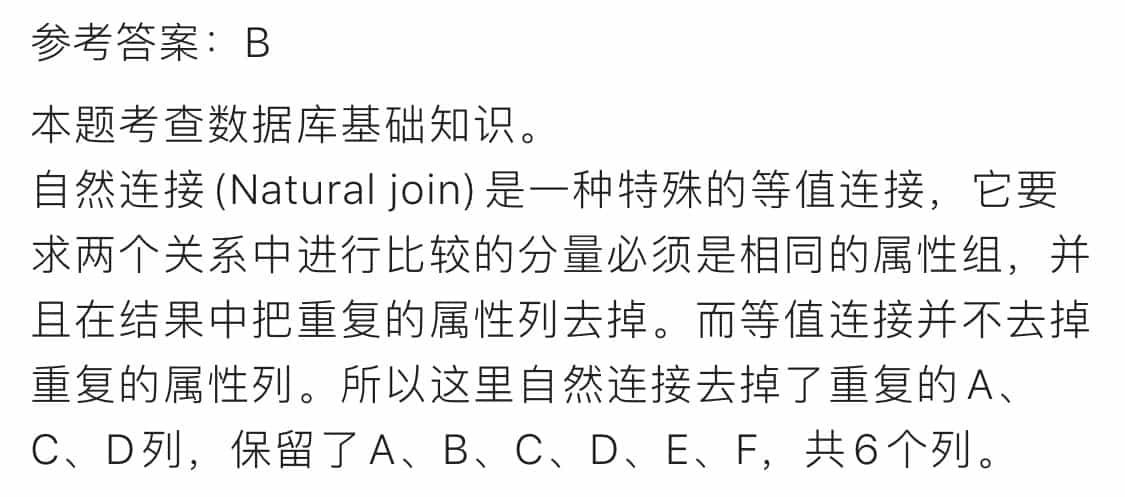 参考答案：B
本题考查数据库基础知识。
自然连接(Natural join)是一种特殊的等值连接，它要
求两个关系中进行比较的分量必须是相同的属性组，并
且在结果中把重复的属性列去掉。而等值连接并不去掉
重复的属性列。所以这里自然连接去掉了重复的A、
C、D列，保留了A、B、C、D、E、F，共6个列。